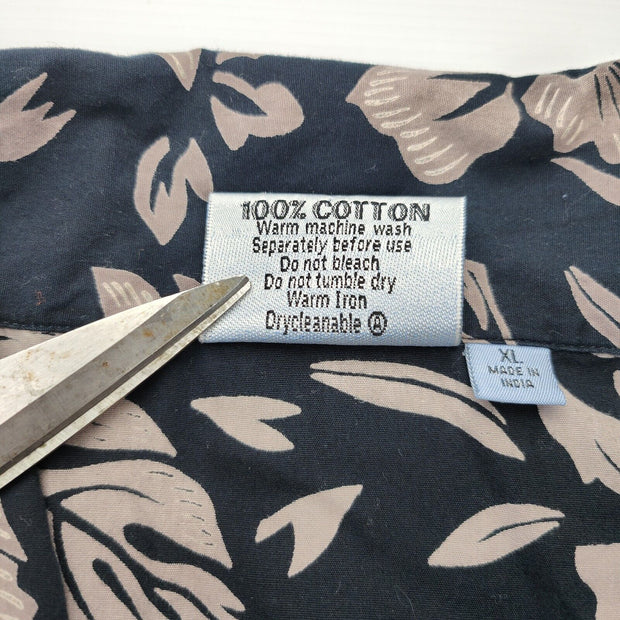 100% COTTON
Warm machine wash
Separately before use
Do not bleach
Do not tumble dry
Warm Iron
Drycleanable Ⓐ
XL
MADE IN
INDIA